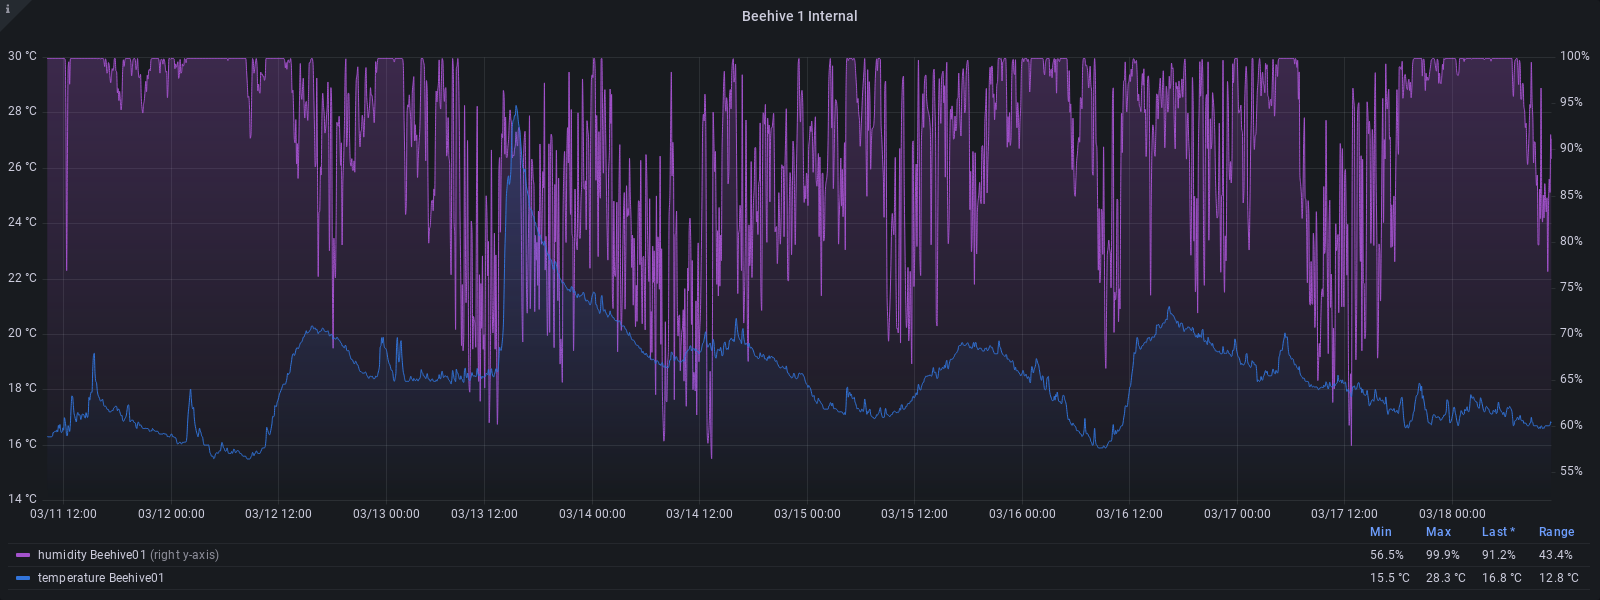 i
Beehive 1 Internal
30 °C 100%
28 °C 95%
26 °C 90%
24 °C 85%
22 °C 80%
20 °C 75%
18 °C 70%
16 °C 65%
14 °C 60%
55%
03/11 12:00 03/12 00:00 03/12 12:00 03/13 00:00 03/13 12:00 03/14 00:00 03/14 12:00 03/15 00:00 03/15 12:00 03/16 00:00 03/16 12:00 03/17 00:00 03/17 12:00 03/18 00:00
Min Max Last * Range
humidity Beehive01 (right y-axis) 56.5% 99.9% 91.2% 43.4%
temperature Beehive01 15.5 °C 28.3 °C 16.8 °C 12.8 °C